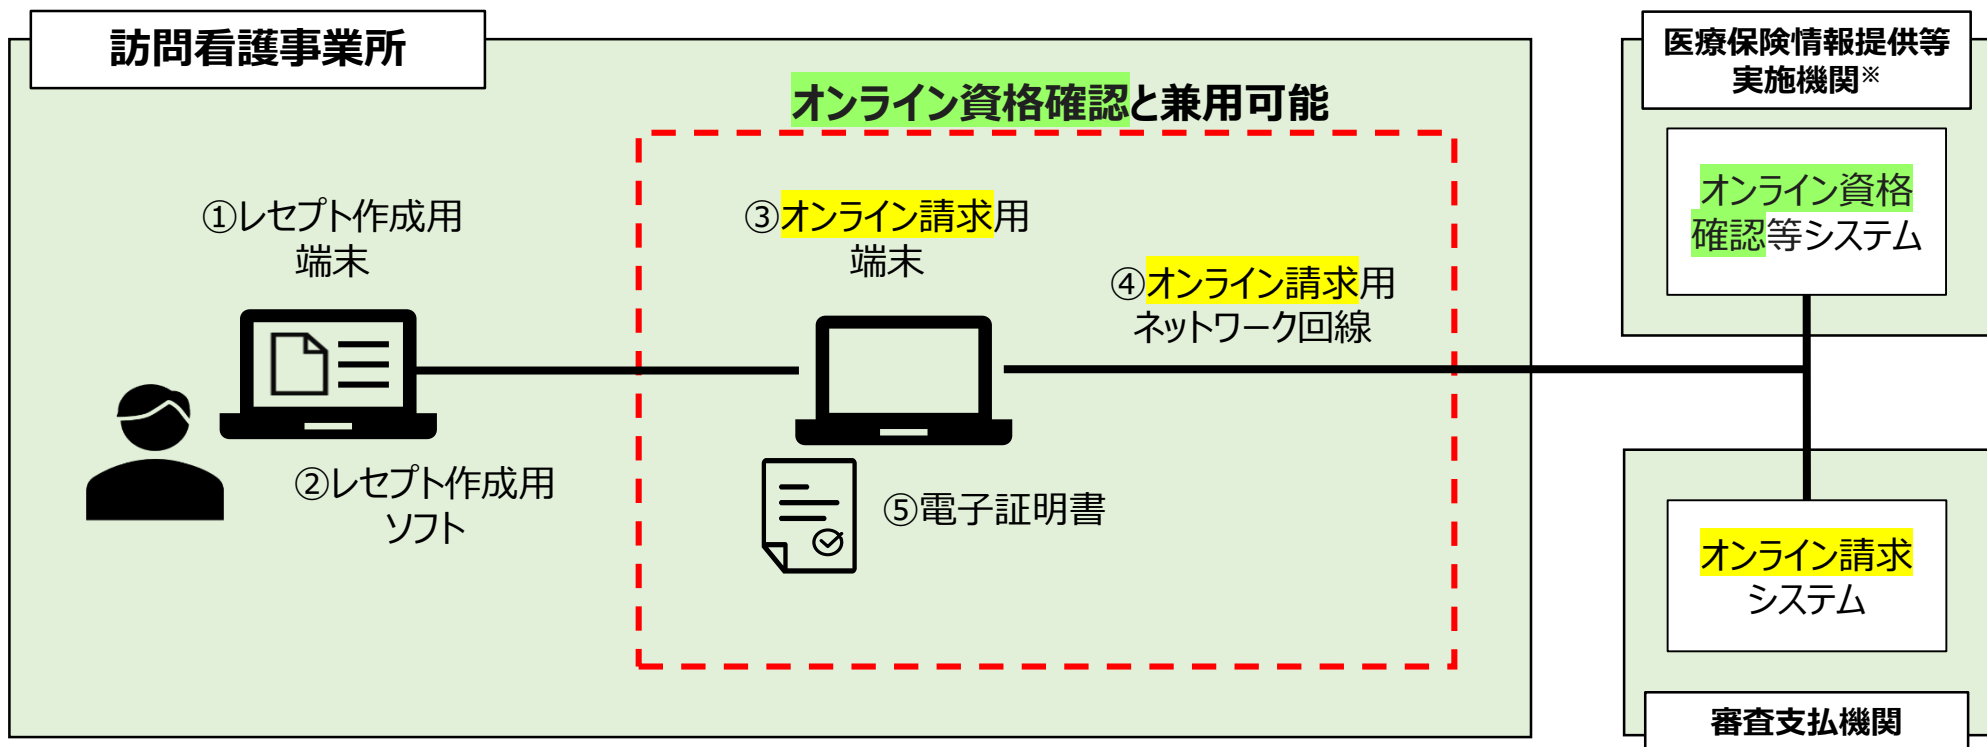 訪問看護事業所
オンライン資格確認と兼用可能
①レセプト作成用
端末
②レセプト作成用
ソフト
③オンライン請求用
端末
④オンライン請求用
ネットワーク回線
⑤電子証明書
医療保険情報提供等
実施機関※
オンライン資格
確認等システム
オンライン請求
システム
審査支払機関